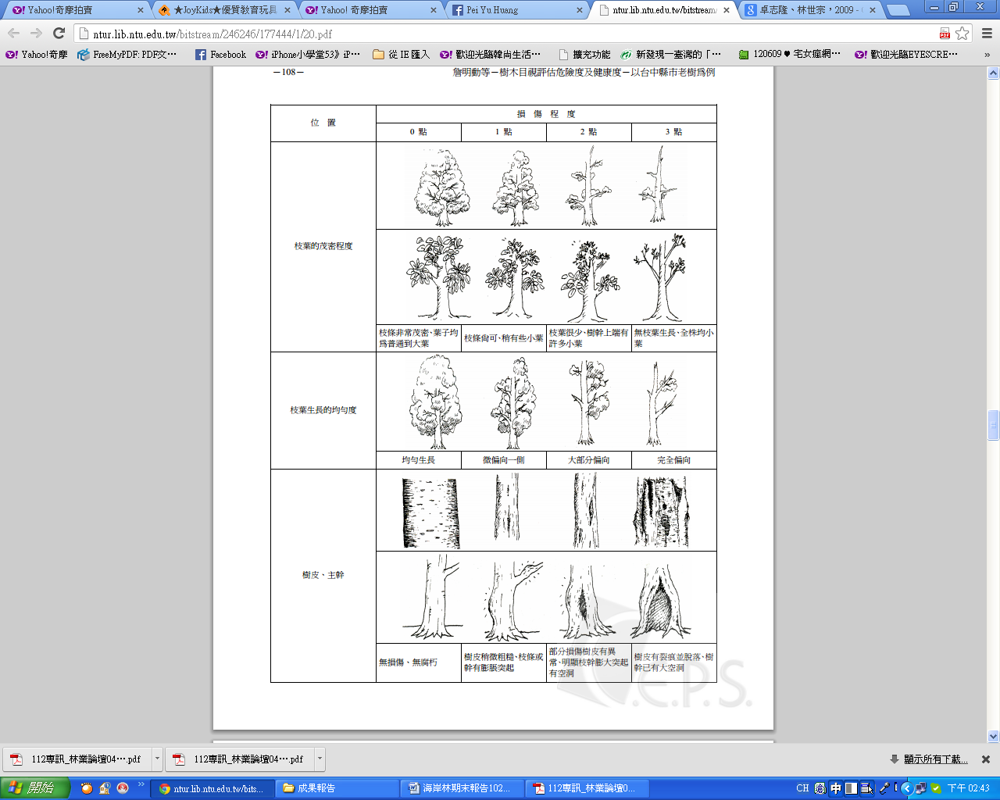 Yahoo! 奇摩拍賣
★JoyKids★優質教育玩具
Yahoo! 奇摩拍賣
Pei Yu Huang
ntur.lib.ntu.edu.tw/bitstream/
卓志隆、林世宗，2009 -
ntur.lib.ntu.edu.tw/bitstream/246246/177444/1/20.pdf
Yahoo!奇摩
FreeMyPDF: PDF文⋯
Facebook
iPhone小學堂53》iP⋯
從 IE 匯入
歡迎光臨韓尚生活⋯
擴充功能
新發現一臺灣的「⋯
120609 ♥ 宅女瘋網⋯
歡迎光臨EYESCRE⋯
»
－108－
詹明勳等－樹木目視評估危險度及健康度－以台中縣市老樹為例
位 置
損 傷 程 度
0 點
1 點
2 點
3 點
枝葉的茂密程度
枝條非常茂密、葉子均
為普通到大葉
枝條尚可、稍有些小葉
枝葉很少、樹幹上端有
許多小葉
無枝葉生長、全株均小
葉
枝葉生長的均勻度
均勻生長
微偏向一側
大部分偏向
完全偏向
樹皮、主幹
無損傷、無腐朽
樹皮稍微粗糙、枝條或
幹有膨脹突起
部分損傷樹皮有異
常、明顯枝幹膨大突起
有空洞
樹皮有裂痕並脫落、樹
幹已有大空洞
C.E.P.S.
112專訊_林業論壇04⋯.pdf
112專訊_林業論壇04⋯.pdf
顯示所有下載...
開始
»
ntur.lib.ntu.edu.tw/bits...
成果報告
海岸林期末報告102...
112專訊_林業論壇0...
CH
中
下午 02:43